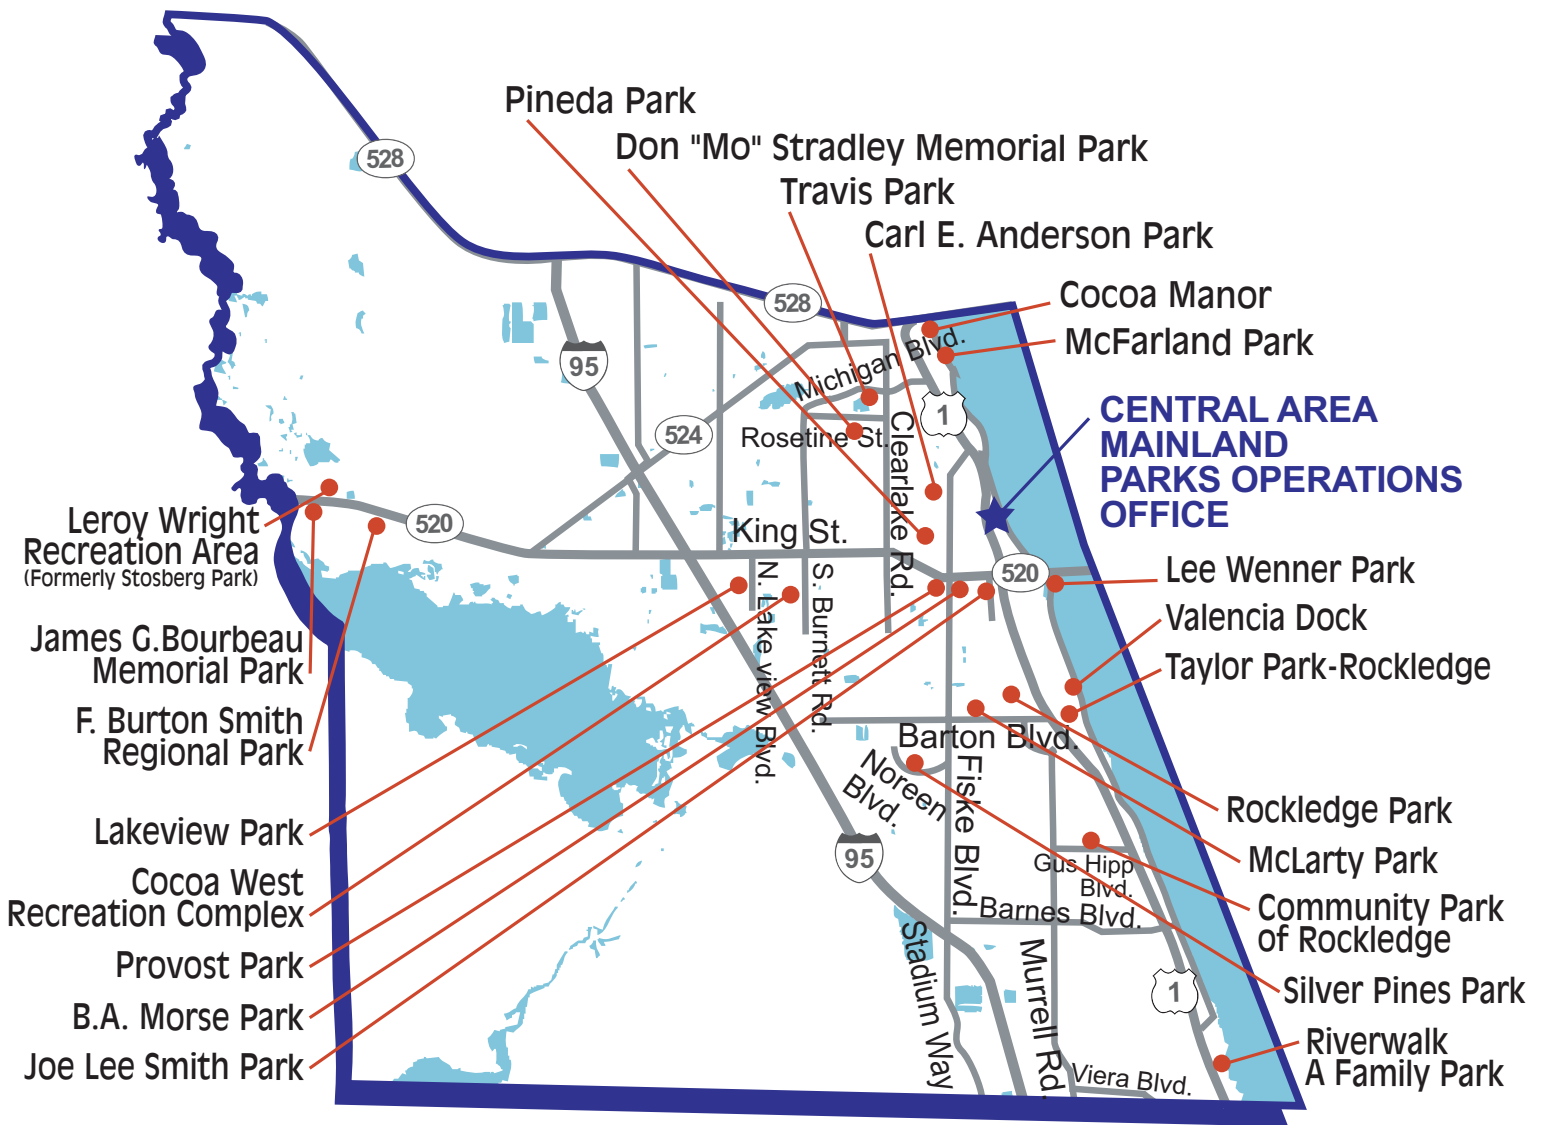 Pineda Park
Don "Mo" Stradley Memorial Park
Travis Park
Carl E. Anderson Park
Cocoa Manor
McFarland Park
CENTRAL AREA
MAINLAND
PARKS OPERATIONS
OFFICE
Lee Wenner Park
Valencia Dock
Taylor Park-Rockledge
Rockledge Park
McLarty Park
Community Park
of Rockledge
Silver Pines Park
Riverwalk
A Family Park
Leroy Wright
Recreation Area
(Formerly Stosberg Park)
James G.Bourbeau
Memorial Park
F. Burton Smith
Regional Park
Lakeview Park
Cocoa West
Recreation Complex
Provost Park
B.A. Morse Park
Joe Lee Smith Park
528
528
95
524
520
1
520
95
1
Michigan Blvd.
Rosetine St.
Clearlake Rd.
King St.
N. Lake view Blvd.
S. Burnett Rd.
Barton Blvd.
Noreen
Blvd.
Fiske Blvd.
Gus Hipp
Blvd.
Barnes Blvd.
Stadium Way
Murrell Rd.
Viera Blvd.